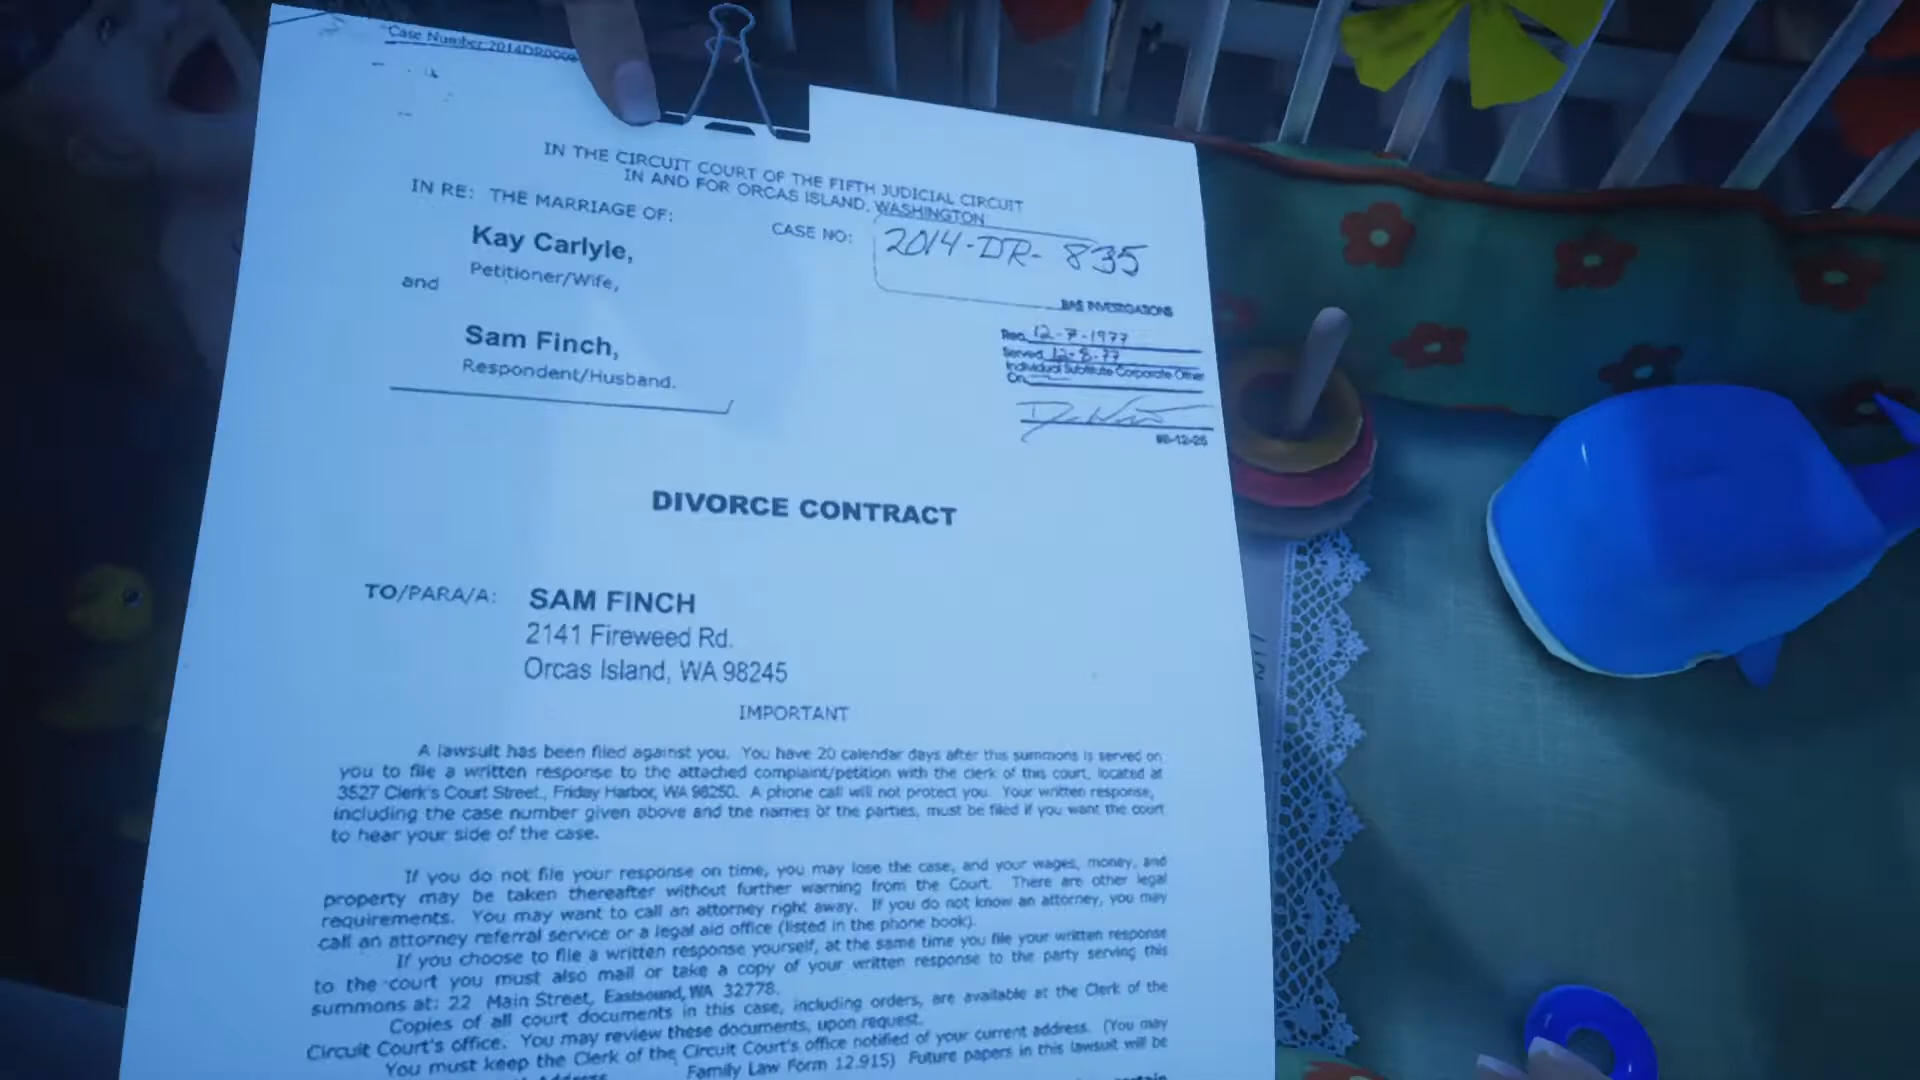 Case Number 2014DR0009
IN THE CIRCUIT COURT OF THE FIFTH JUDICIAL CIRCUIT
IN AND FOR ORCAS ISLAND, WASHINGTON
IN RE: THE MARRIAGE OF:
CASE NO: 2014-DR- 835
Kay Carlyle,
Petitioner/Wife,
and
Sam Finch,
Respondent/Husband.
BAS INVESTIGATIONS
Rec. 12-7-1977
Served 12-8-77
Individual Substitute Corporate Other
On
DIVORCE CONTRACT
TO/PARA/A: SAM FINCH
2141 Fireweed Rd.
Orcas Island, WA 98245
IMPORTANT
A lawsuit has been filed against you. You have 20 calendar days after this summons is served on
you to file a written response to the attached complaint/petition with the clerk of this court, located at
3527 Clerk's Court Street., Friday Harbor, WA 98250. A phone call will not protect you. Your written response,
including the case number given above and the names of the parties, must be filed if you want the court
to hear your side of the case.
If you do not file your response on time, you may lose the case, and your wages, money, and
property may be taken thereafter without further warning from the Court. There are other legal
requirements. You may want to call an attorney right away. If you do not know an attorney, you may
call an attorney referral service or a legal aid office (listed in the phone book).
If you choose to file a written response yourself, at the same time you file your written response
to the court you must also mail or take a copy of your written response to the party serving this
summons at: 22 Main Street, Eastsound, WA 32778.
Copies of all court documents in this case, including orders, are available at the Clerk of the
Circuit Court's office. You may review these documents, upon request.
You must keep the Clerk of the Circuit Court's office notified of your current address. (You may
Family Law Form 12.915) Future papers in this lawsuit will be